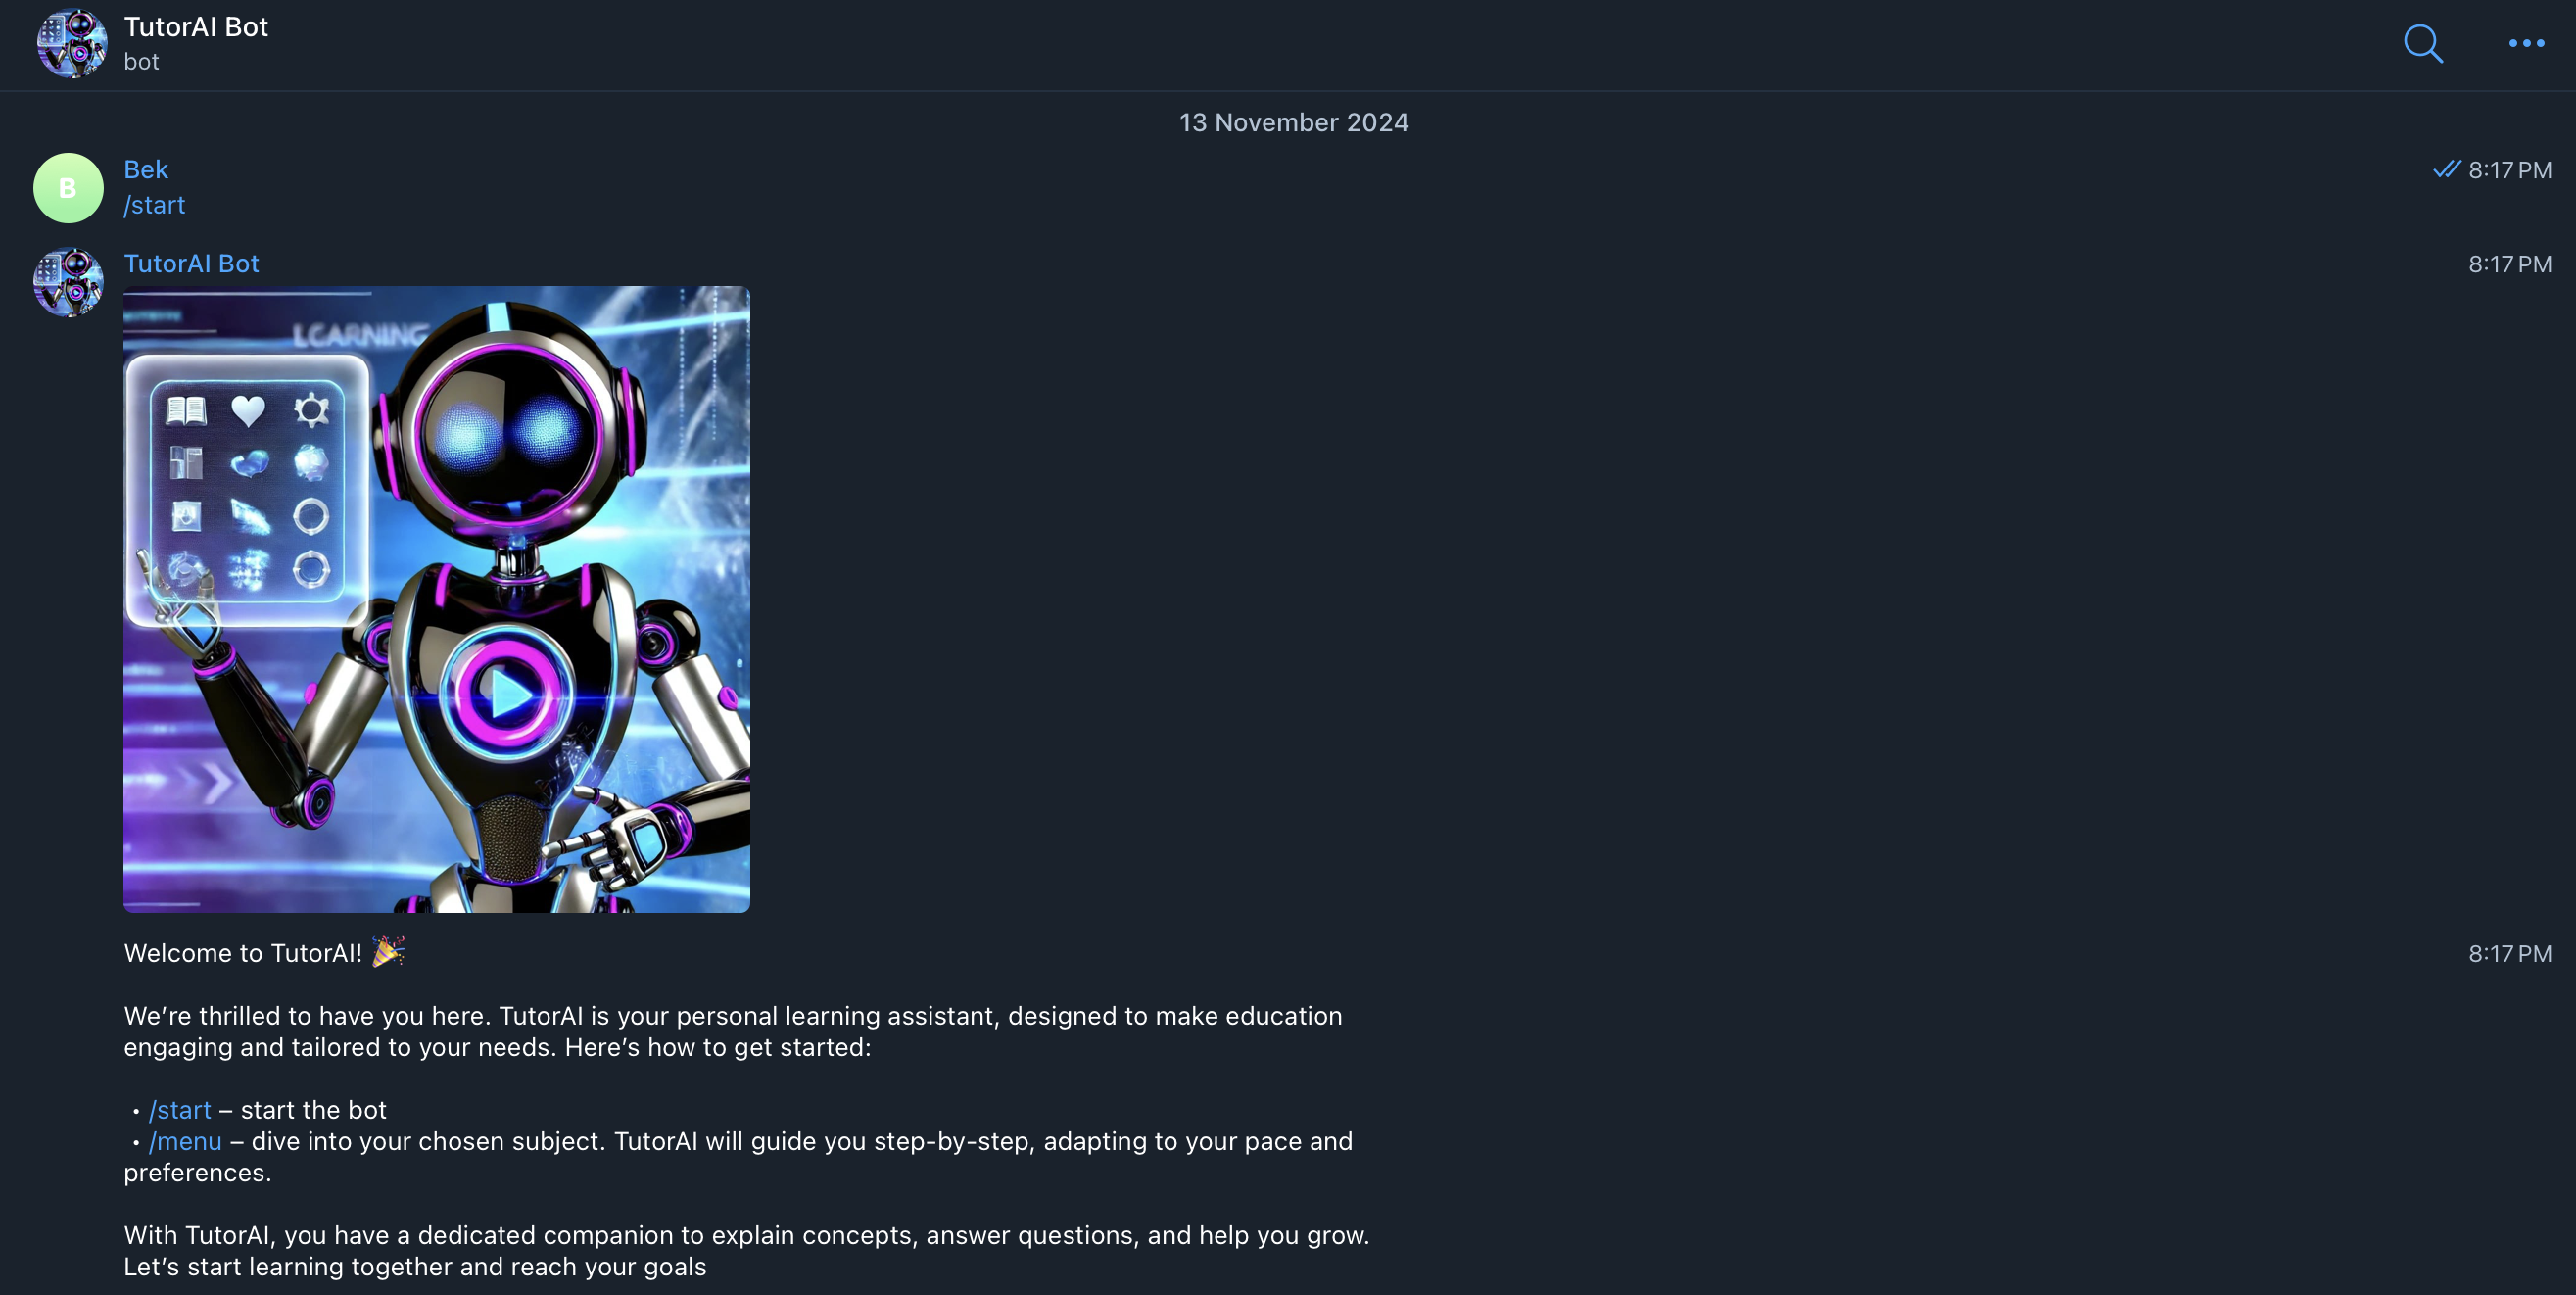 TutorAI Bot
bot
13 November 2024
Bek
8:17 PM
/start
B
TutorAI Bot
8:17 PM
LCARNING
Welcome to TutorAI! 🎉
8:17 PM
We’re thrilled to have you here. TutorAI is your personal learning assistant, designed to make education
engaging and tailored to your needs. Here’s how to get started:
• /start – start the bot
• /menu – dive into your chosen subject. TutorAI will guide you step-by-step, adapting to your pace and
preferences.
With TutorAI, you have a dedicated companion to explain concepts, answer questions, and help you grow.
Let’s start learning together and reach your goals